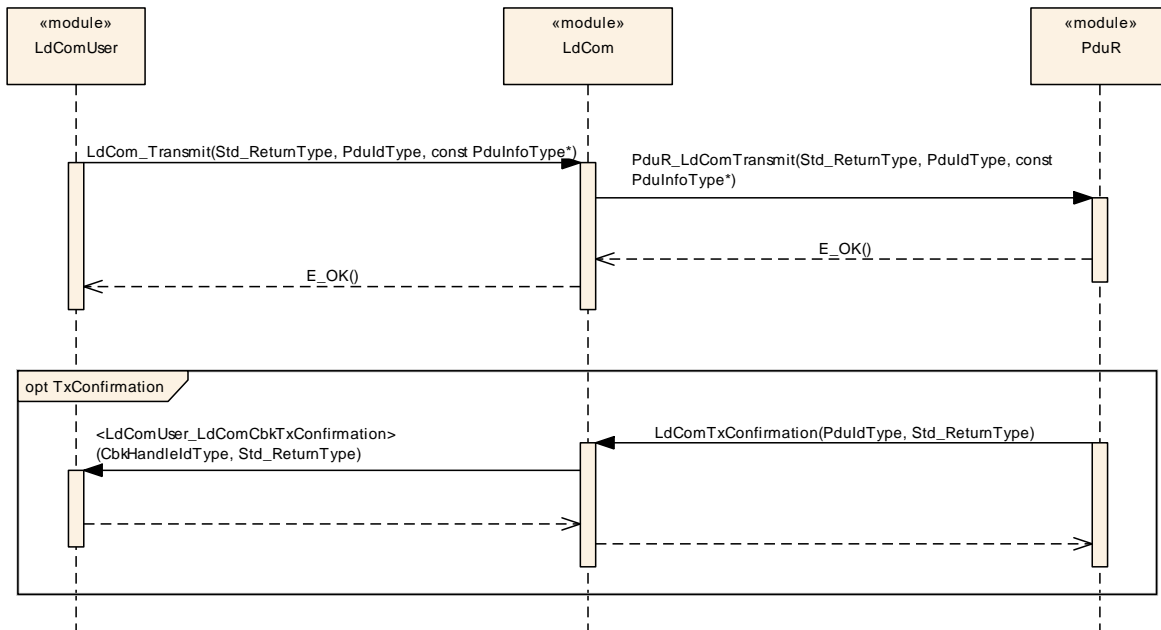 «module»
LdComUser
«module»
LdCom
«module»
PduR
LdCom_Transmit(Std_ReturnType, PduIdType, const PduInfoType*)
PduR_LdComTransmit(Std_ReturnType, PduIdType, const
PduInfoType*)
E_OK()
E_OK()
opt TxConfirmation
<LdComUser_LdComCbkTxConfirmation>
(CbkHandleIdType, Std_ReturnType)
LdComTxConfirmation(PduIdType, Std_ReturnType)